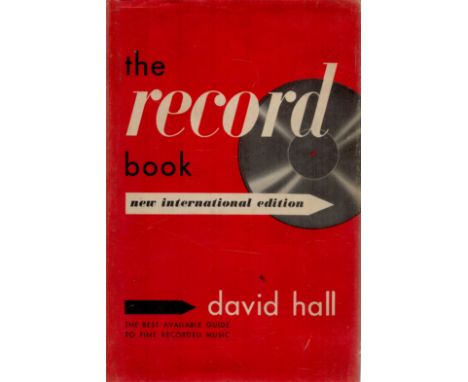 the
record
book
new international edition
david hall
THE BEST AVAILABLE GUIDE
TO FINE RECORDED MUSIC